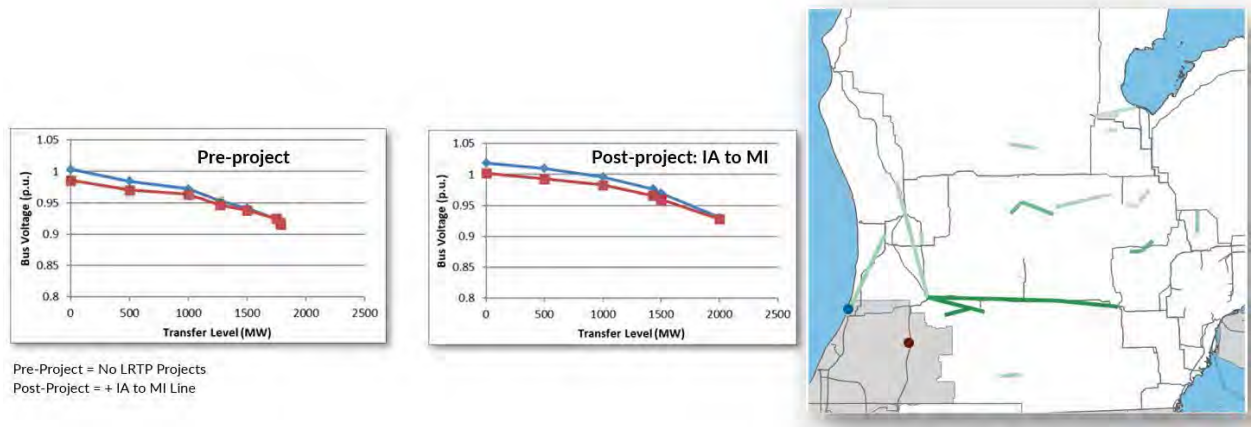 Pre-project
1.05
1
0.95
0.9
0.85
0.8
Bus Voltage (p.u.)
0 500 1000 1500 2000 2500
Transfer Level (MW)
Post-project: IA to MI
1.05
1
0.95
0.9
0.85
0.8
Bus Voltage (p.u.)
0 500 1000 1500 2000 2500
Transfer Level (MW)
Pre-Project = No LRTP Projects
Post-Project = + IA to MI Line